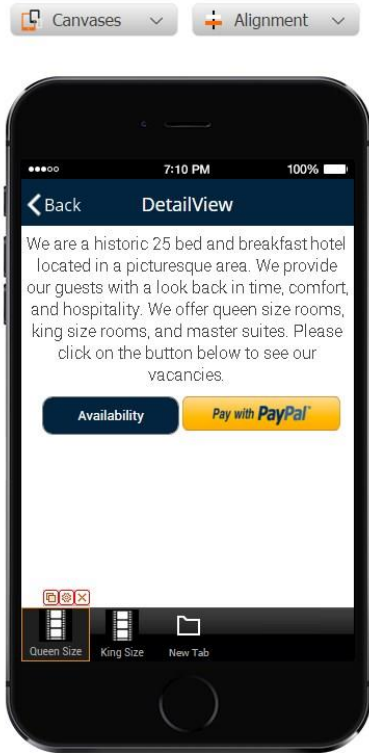 Canvases
Alignment
7:10 PM
100%
Back
DetailView
We are a historic 25 bed and breakfast hotel
located in a picturesque area. We provide
our guests with a look back in time, comfort,
and hospitality. We offer queen size rooms,
king size rooms, and master suites. Please
click on the button below to see our
vacancies.
Availability
Pay with PayPal™
Queen Size
King Size
New Tab